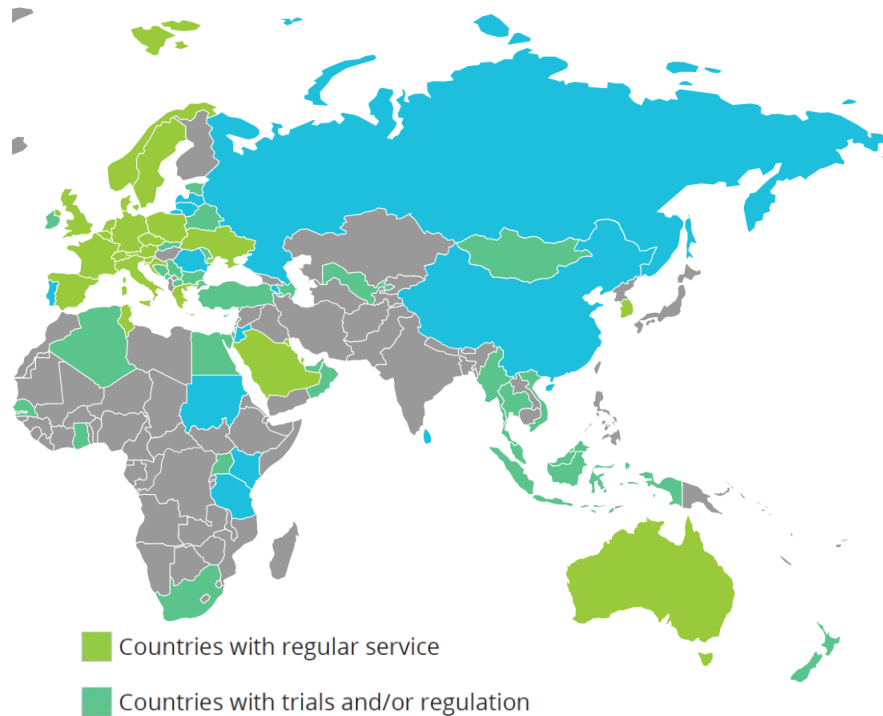 Countries with regular service
Countries with trials and/or regulation